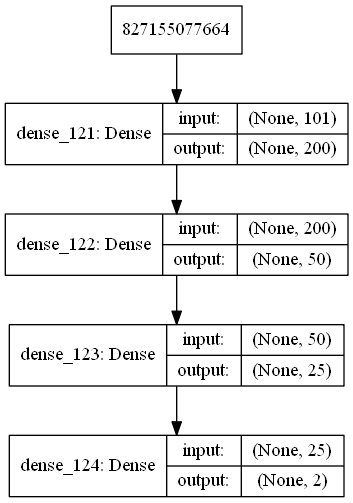 827155077664
dense_121: Dense
input:
(None, 101)
output:
(None, 200)
dense_122: Dense
input:
(None, 200)
output:
(None, 50)
dense_123: Dense
input:
(None, 50)
output:
(None, 25)
dense_124: Dense
input:
(None, 25)
output:
(None, 2)